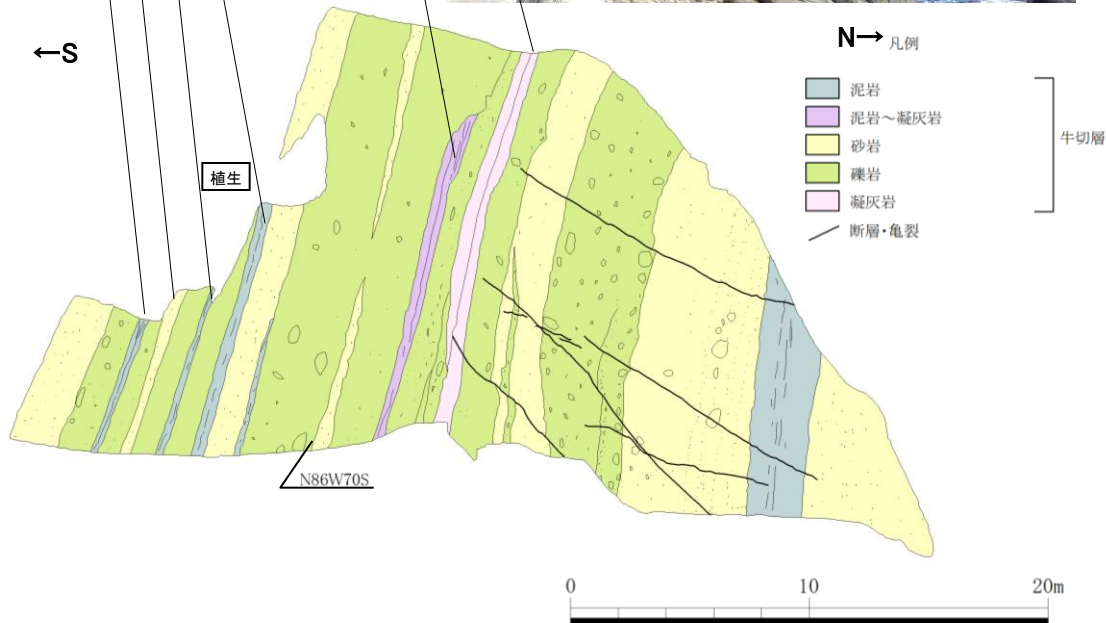 ←S
N→
凡例
泥岩
泥岩～凝灰岩
砂岩
礫岩
凝灰岩
断層・亀裂
牛切層
植生
N86W70S
0 10 20m